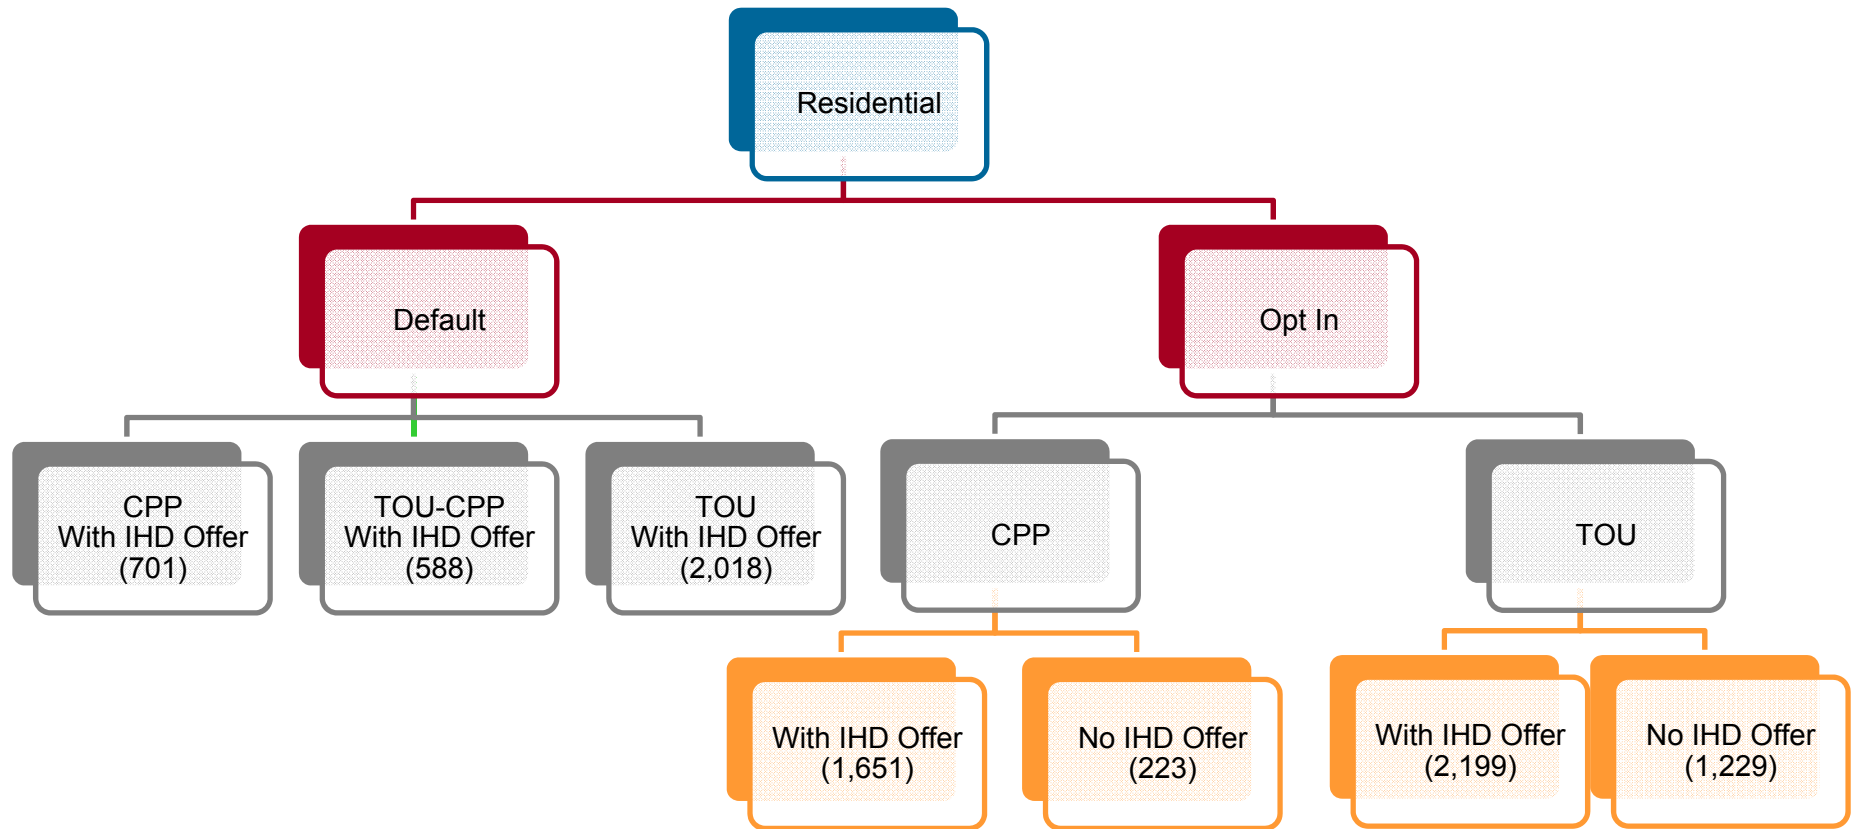 Residential
Default
Opt In
CPP
With IHD Offer
(701)
TOU-CPP
With IHD Offer
(588)
TOU
With IHD Offer
(2,018)
CPP
TOU
With IHD Offer
(1,651)
No IHD Offer
(223)
With IHD Offer
(2,199)
No IHD Offer
(1,229)